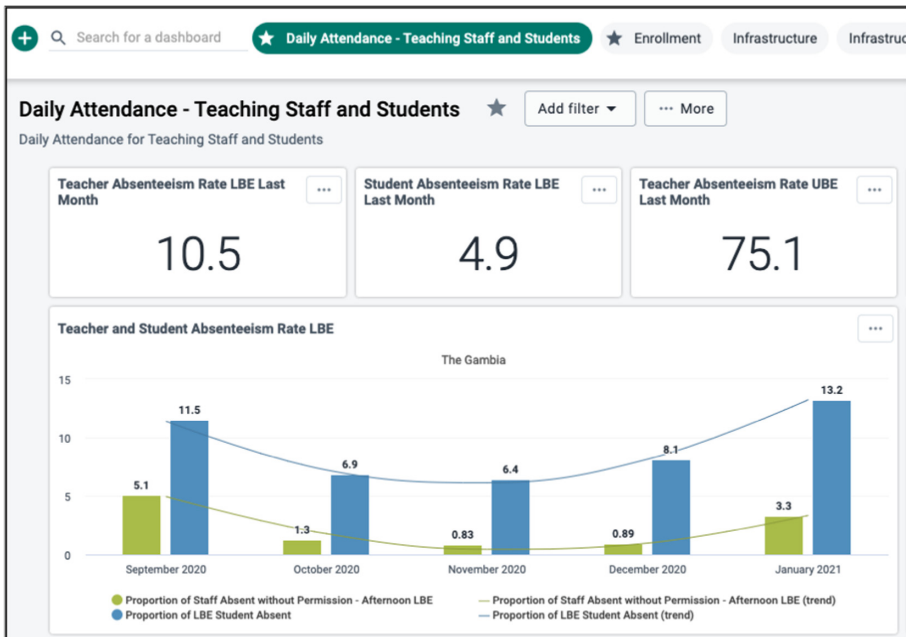 Search for a dashboard
Daily Attendance - Teaching Staff and Students
Enrollment
Infrastructure
Daily Attendance - Teaching Staff and Students
Add filter
More
Daily Attendance for Teaching Staff and Students
Teacher Absenteeism Rate LBE Last
Month
10.5
Student Absenteeism Rate LBE
Last Month
4.9
Teacher Absenteeism Rate UBE
Last Month
75.1
Teacher and Student Absenteeism Rate LBE
The Gambia
15
10
5
0
5.1
11.5
1.3
6.9
0.83
6.4
0.89
8.1
3.3
13.2
September 2020
October 2020
November 2020
December 2020
January 2021
Proportion of Staff Absent without Permission - Afternoon LBE
Proportion of Staff Absent without Permission - Afternoon LBE (trend)
Proportion of LBE Student Absent
Proportion of LBE Student Absent (trend)